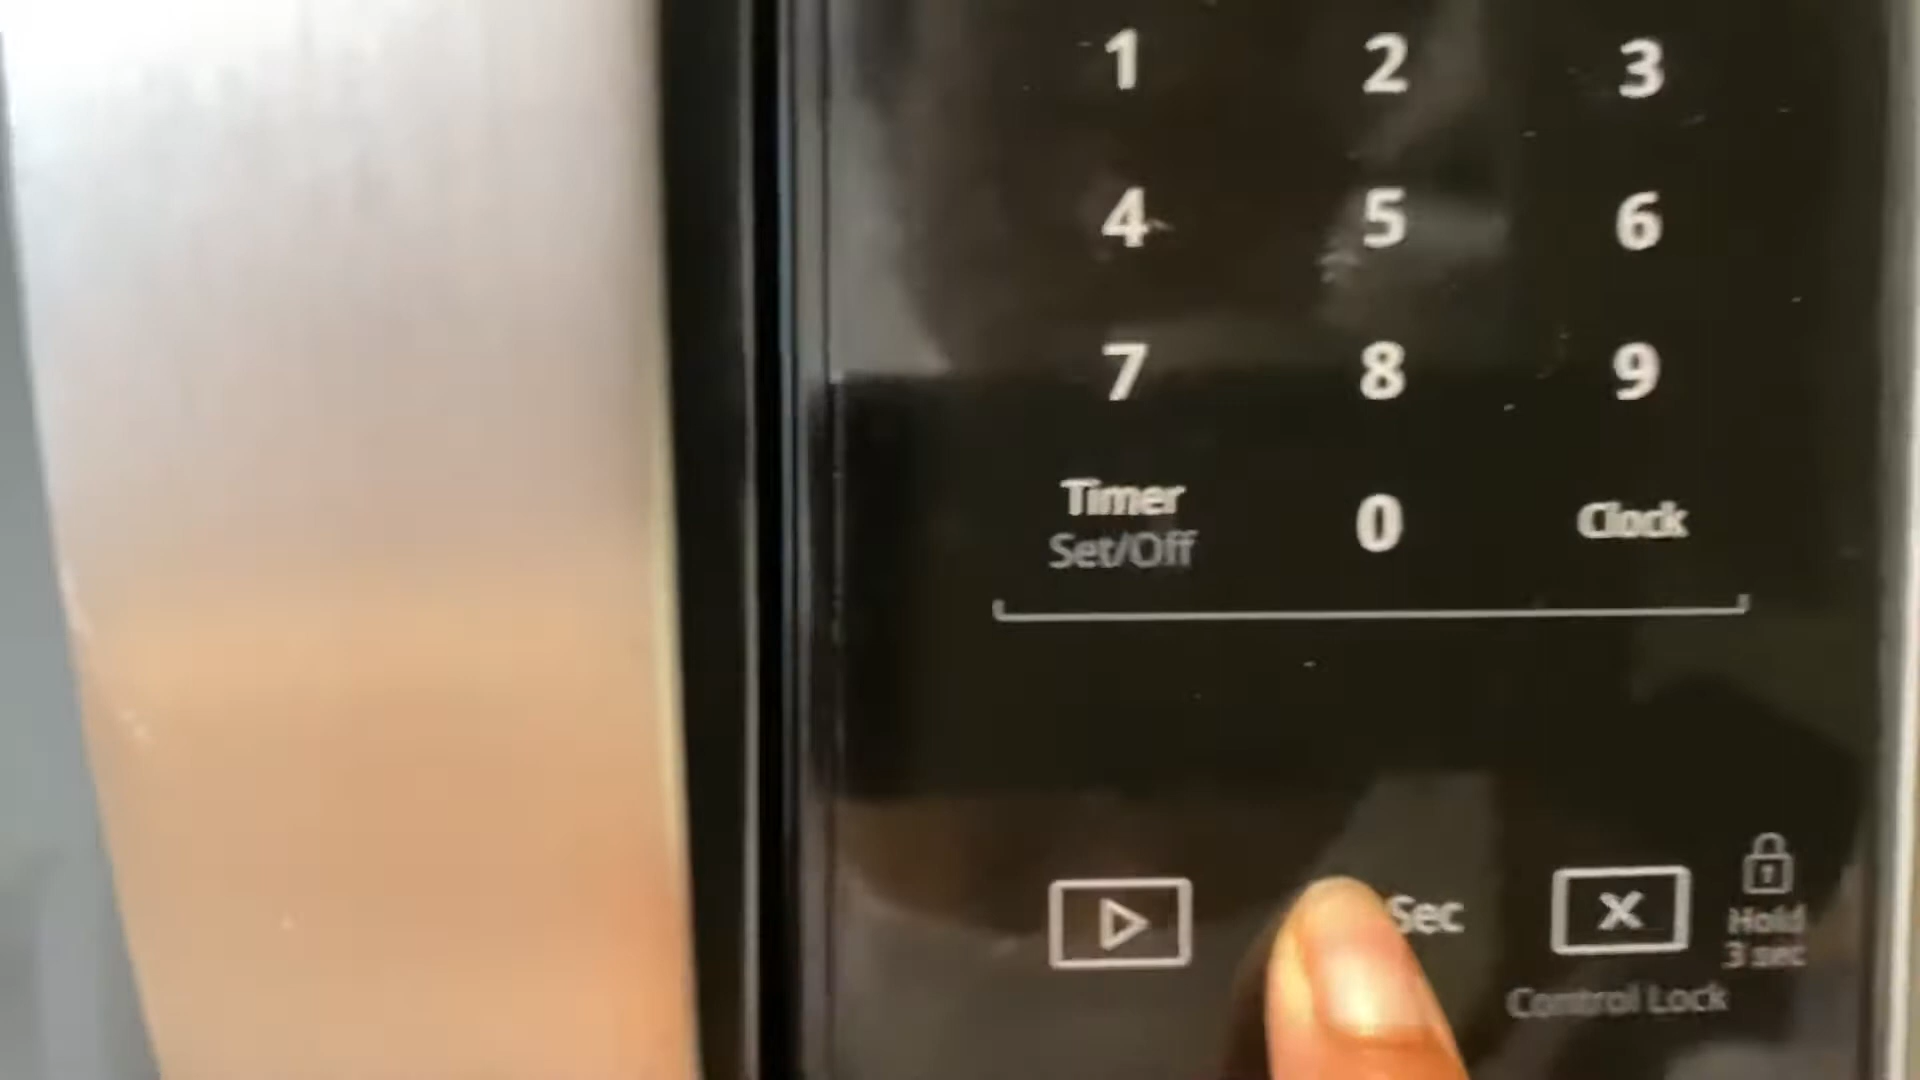 1 2 3
4 5 6
7 8 9
Timer 0 Clock
Set/Off
Sec
Hold
3 sec
Control Lock